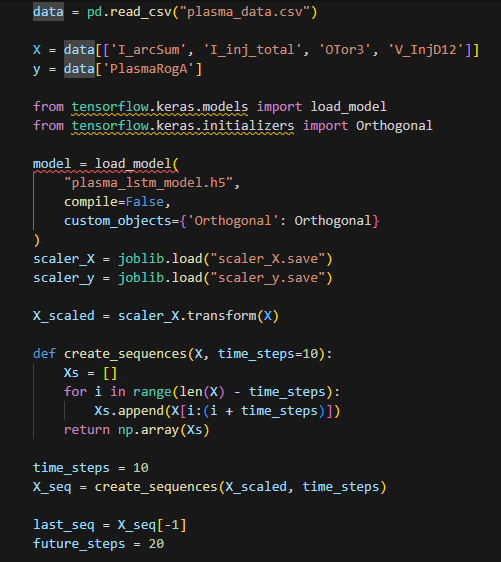 data = pd.read_csv("plasma_data.csv")

X = data[['I_arcSum', 'I_inj_total', 'OTor3', 'V_InjD12']]
y = data['PlasmaRogA']

from tensorflow.keras.models import load_model
from tensorflow.keras.initializers import Orthogonal

model = load_model(
    "plasma_lstm_model.h5",
    compile=False,
    custom_objects={'Orthogonal': Orthogonal}
)
scaler_X = joblib.load("scaler_X.save")
scaler_y = joblib.load("scaler_y.save")

X_scaled = scaler_X.transform(X)

def create_sequences(X, time_steps=10):
    Xs = []
    for i in range(len(X) - time_steps):
        Xs.append(X[i:(i + time_steps)])
    return np.array(Xs)

time_steps = 10
X_seq = create_sequences(X_scaled, time_steps)

last_seq = X_seq[-1]
future_steps = 20